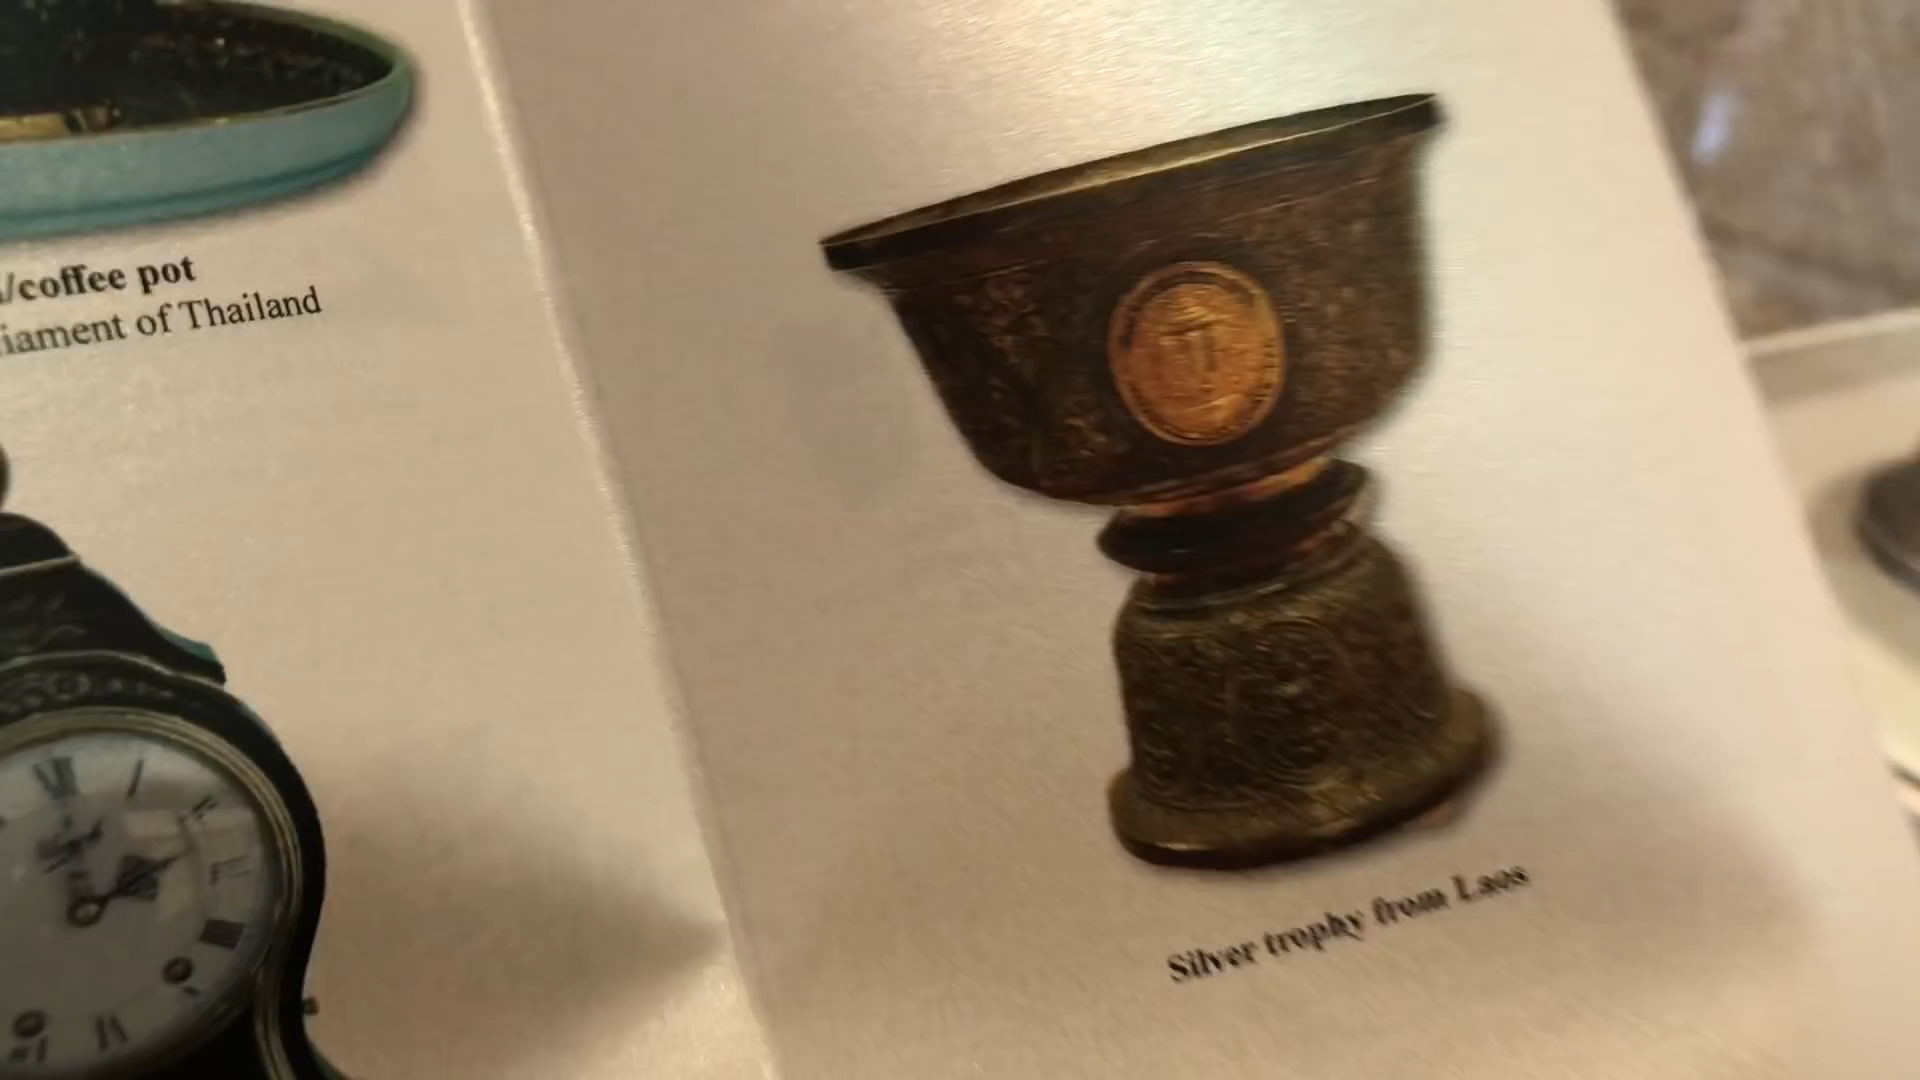 /coffee pot
liament of Thailand
Silver trophy from Laos